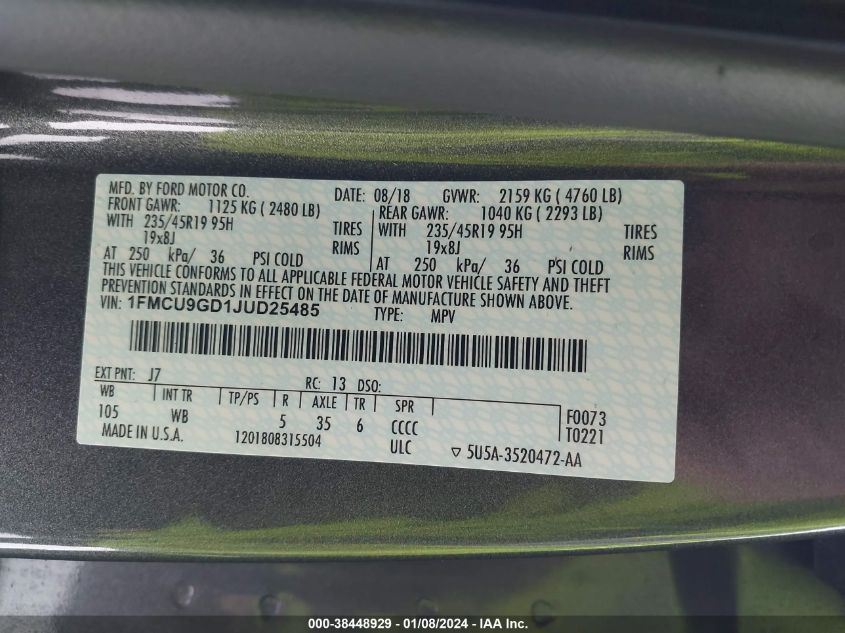 MFD. BY FORD MOTOR CO. DATE: 08/18 GVWR: 2159 KG ( 4760 LB)
FRONT GAWR: 1125 KG ( 2480 LB) REAR GAWR: 1040 KG ( 2293 LB)
WITH 235/45R19 95H TIRES WITH 235/45R19 95H TIRES
19x8J RIMS 19x8J RIMS
AT 250 kPa/ 36 PSI COLD AT 250 kPa/ 36 PSI COLD
THIS VEHICLE CONFORMS TO ALL APPLICABLE FEDERAL MOTOR VEHICLE SAFETY AND THEFT
PREVENTION STANDARDS IN EFFECT ON THE DATE OF MANUFACTURE SHOWN ABOVE.
VIN: 1FMCU9GD1JUD25485 TYPE: MPV
EXT PNT: J7 RC: 13 DSO:
WB INT TR TP/PS R AXLE TR SPR
105 WB 5 35 6 CCCC F0073
MADE IN U.S.A. 1201808315504 ULC T0221
▽ 5U5A-3520472-AA
000-38448929 - 01/08/2024 - IAA Inc.